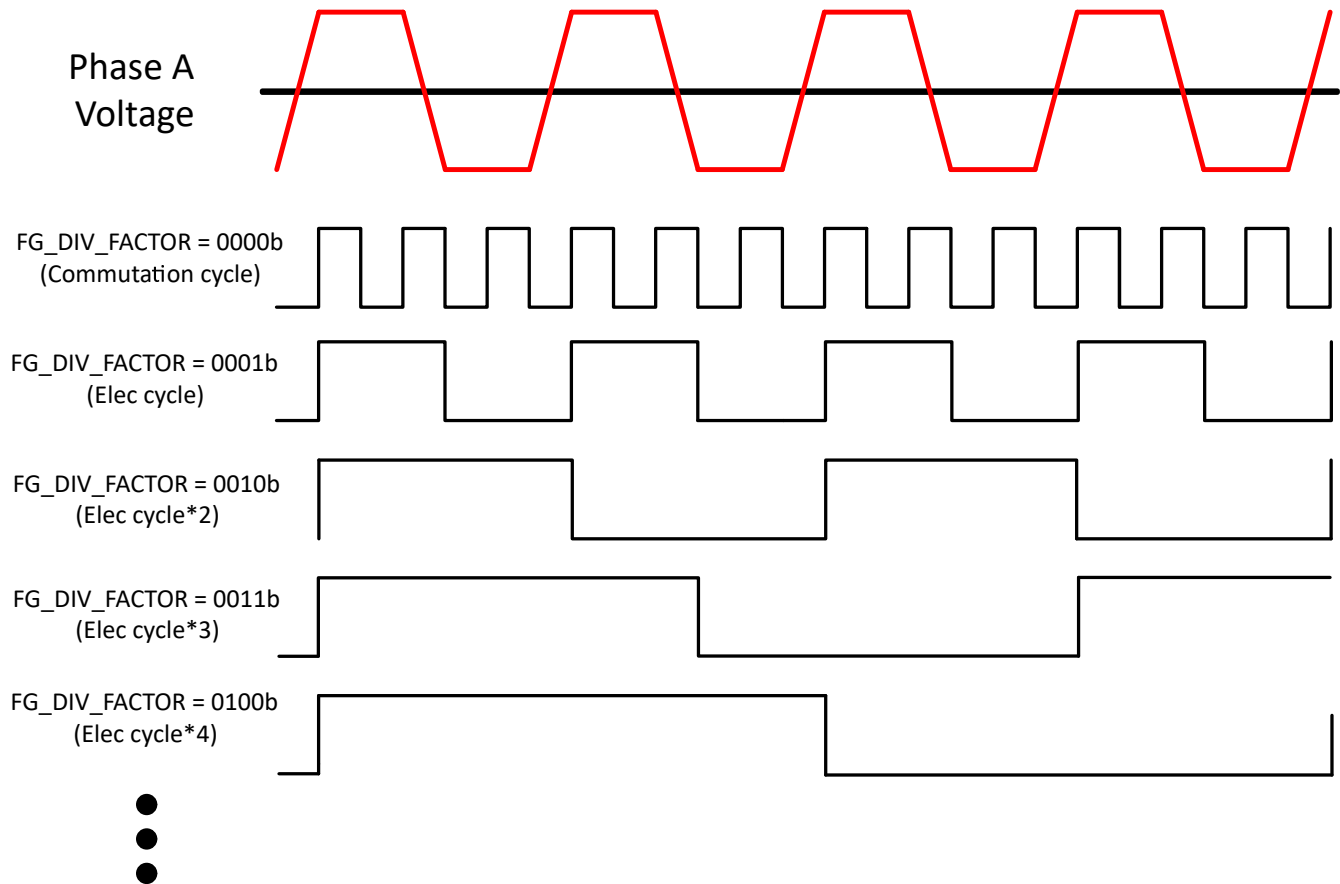 Phase A
Voltage
FG_DIV_FACTOR = 0000b
(Commutation cycle)
FG_DIV_FACTOR = 0001b
(Elec cycle)
FG_DIV_FACTOR = 0010b
(Elec cycle*2)
FG_DIV_FACTOR = 0011b
(Elec cycle*3)
FG_DIV_FACTOR = 0100b
(Elec cycle*4)